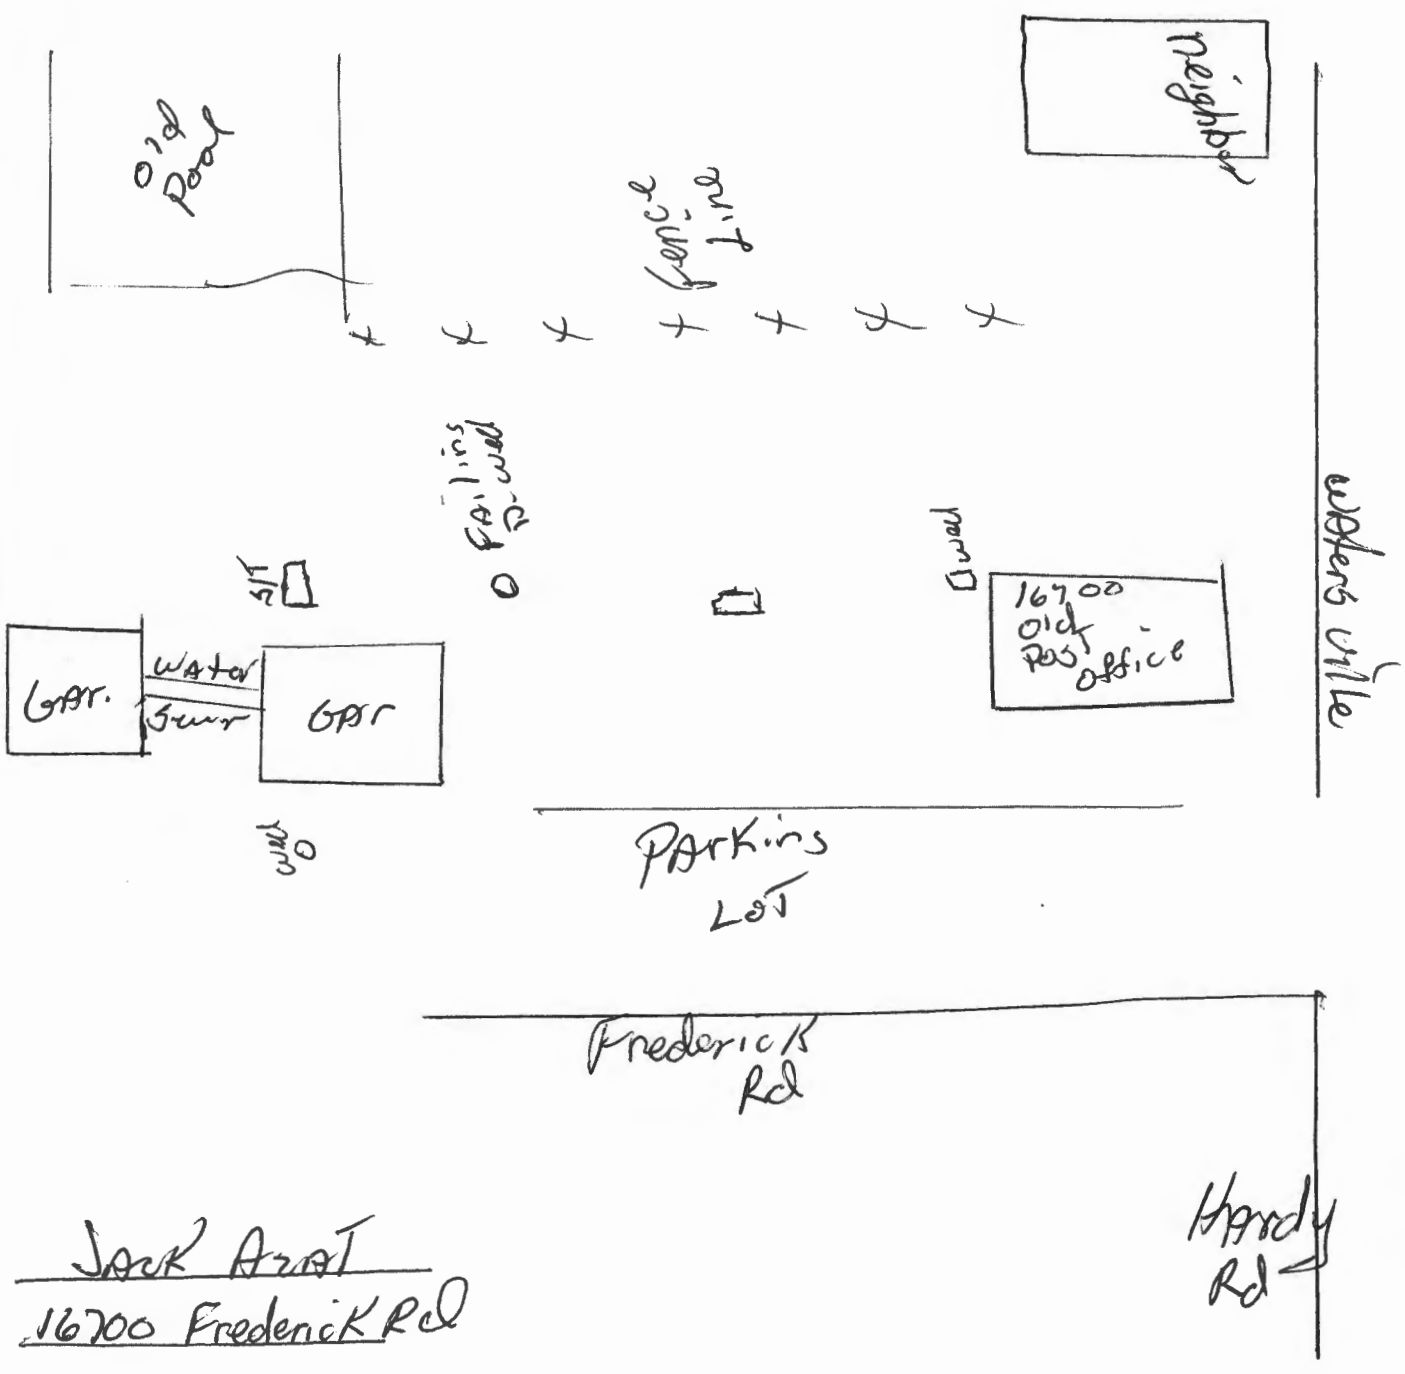 Old
Pool
Neighbor
Fence
Line
Failing
D-well
S/T
well
16700
Old
Post
Office
Watersville
GAr.
Water
Sewer
GAr
well
PArKing
LoT
FredericK
Rd
HArdy
Rd
JAcK AzAT
16700 FredericK Rd